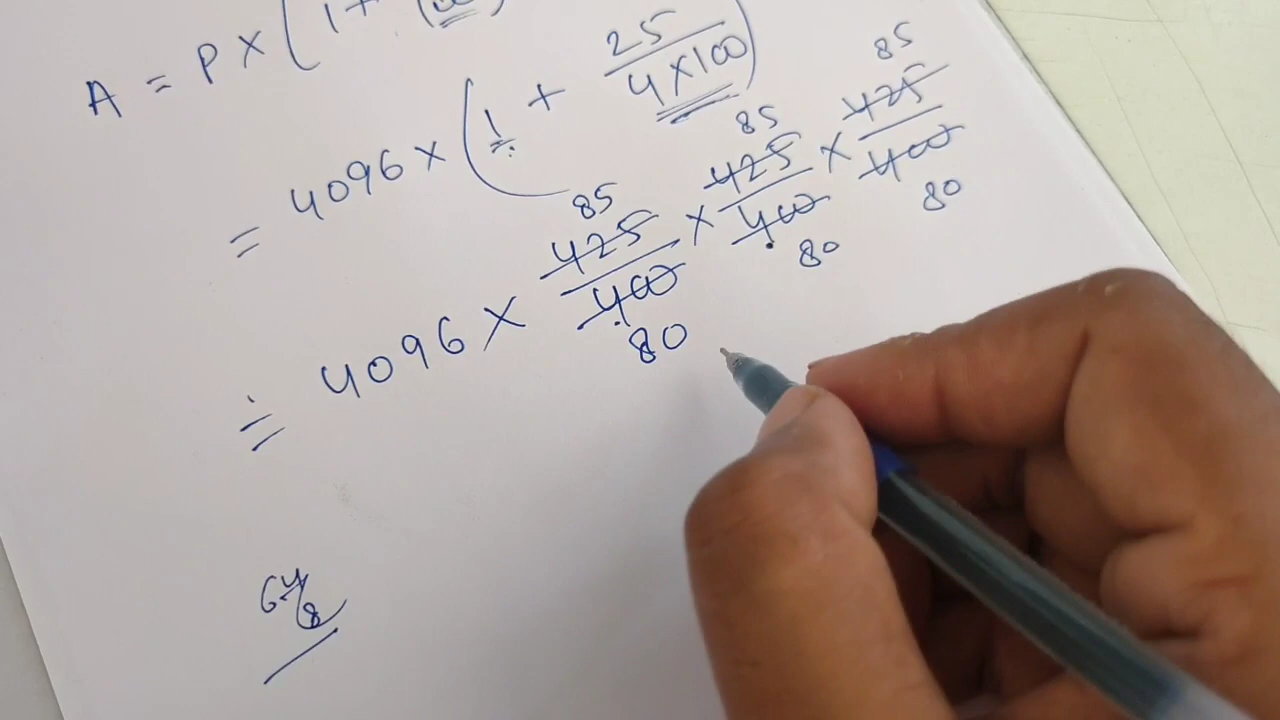 A = P × ( 1 +
= 4096 × ( 1 + 25 / 4×100 )
85 85 85
= 4096 × 425/400 × 425/400 × 425/400
80 80 80
64/8